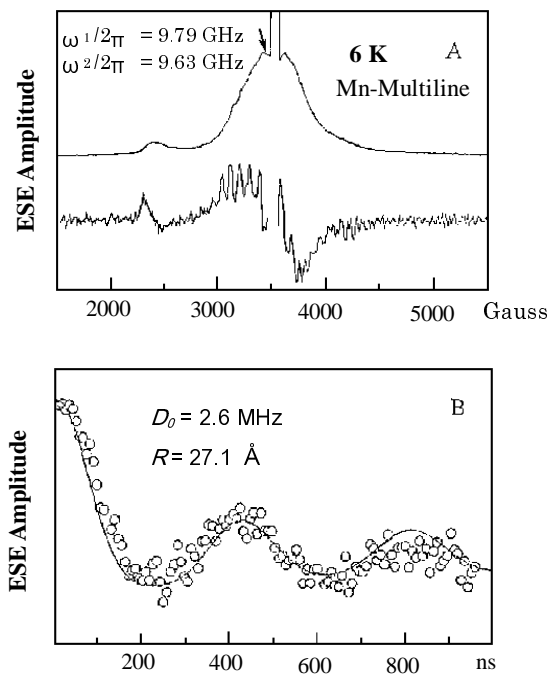 ω¹/2π = 9.79 GHz
ω²/2π = 9.63 GHz
6 K
A
Mn-Multiline
ESE Amplitude
2000 3000 4000 5000 Gauss
B
D₀ = 2.6 MHz
R = 27.1 Å
ESE Amplitude
200 400 600 800 ns